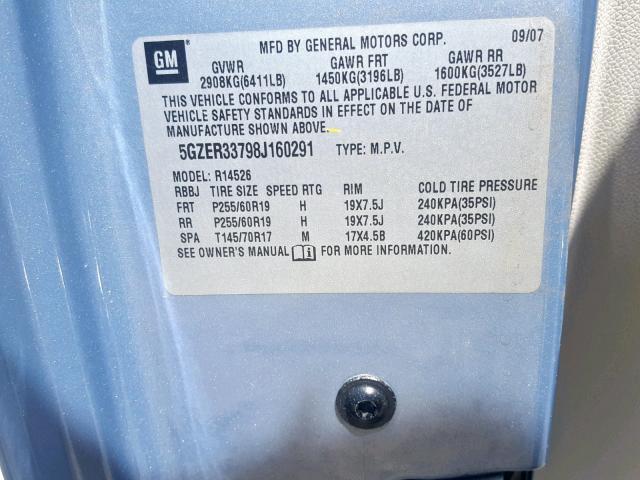 GM
MFD BY GENERAL MOTORS CORP. 09/07
GVWR GAWR FRT GAWR RR
2908KG(6411LB) 1450KG(3196LB) 1600KG(3527LB)
THIS VEHICLE CONFORMS TO ALL APPLICABLE U.S. FEDERAL MOTOR
VEHICLE SAFETY STANDARDS IN EFFECT ON THE DATE OF
MANUFACTURE SHOWN ABOVE.
5GZER33798J160291 TYPE: M.P.V.
MODEL: R14526
RBBJ TIRE SIZE SPEED RTG RIM COLD TIRE PRESSURE
FRT P255/60R19 H 19X7.5J 240KPA(35PSI)
RR P255/60R19 H 19X7.5J 240KPA(35PSI)
SPA T145/70R17 M 17X4.5B 420KPA(60PSI)
SEE OWNER'S MANUAL FOR MORE INFORMATION.